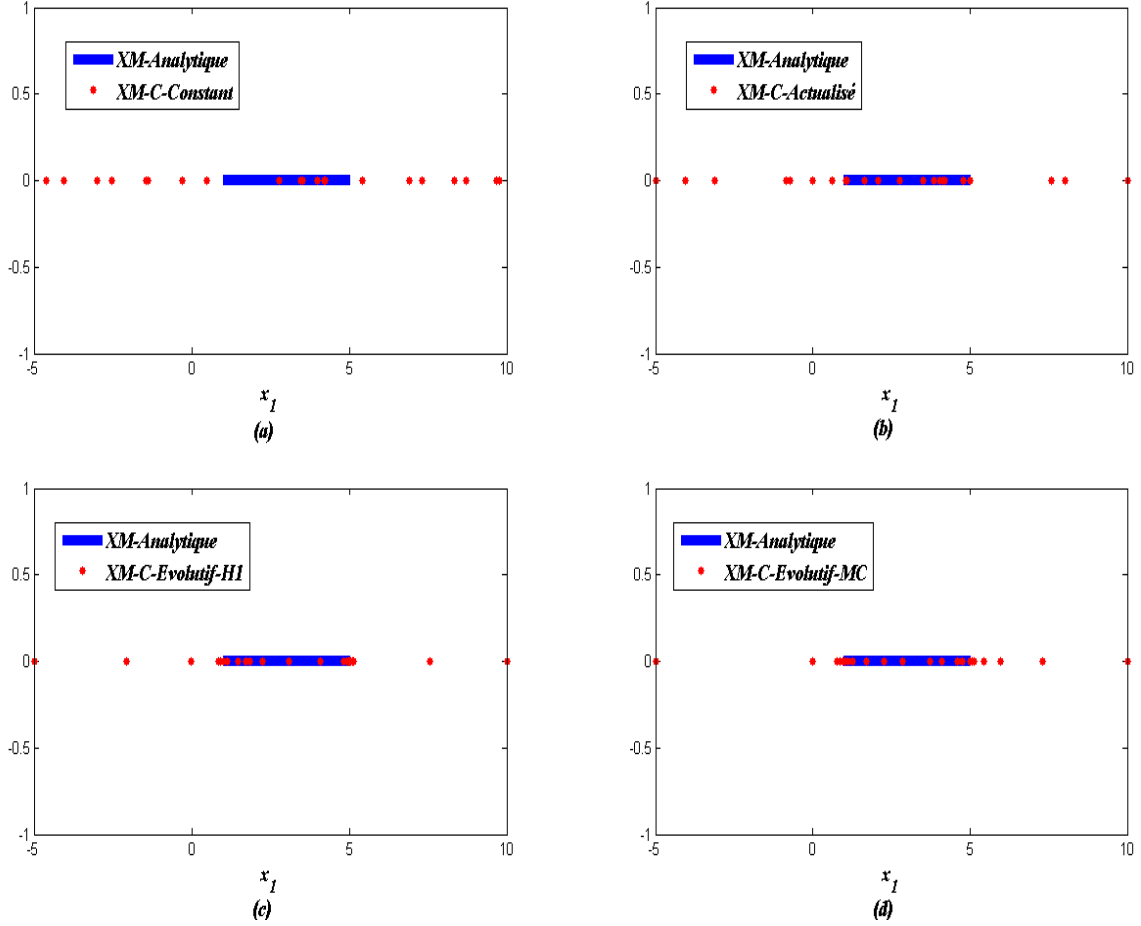 1
XM-Analytique
XM-C-Constant
0.5
0
-0.5
-1
-5 0 5 10
x1
(a)
1
XM-Analytique
XM-C-Actualisé
0.5
0
-0.5
-1
-5 0 5 10
x1
(b)
1
XM-Analytique
XM-C-Evolutif-H1
0.5
0
-0.5
-1
-5 0 5 10
x1
(c)
1
XM-Analytique
XM-C-Evolutif-MC
0.5
0
-0.5
-1
-5 0 5 10
x1
(d)